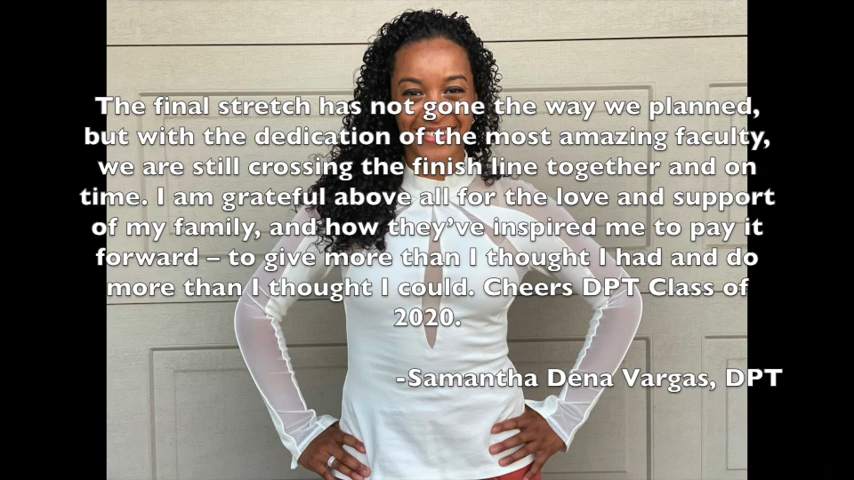 The final stretch has not gone the way we planned,
but with the dedication of the most amazing faculty,
we are still crossing the finish line together and on
time. I am grateful above all for the love and support
of my family, and how they’ve inspired me to pay it
forward – to give more than I thought I had and do
more than I thought I could. Cheers DPT Class of
2020.
-Samantha Dena Vargas, DPT